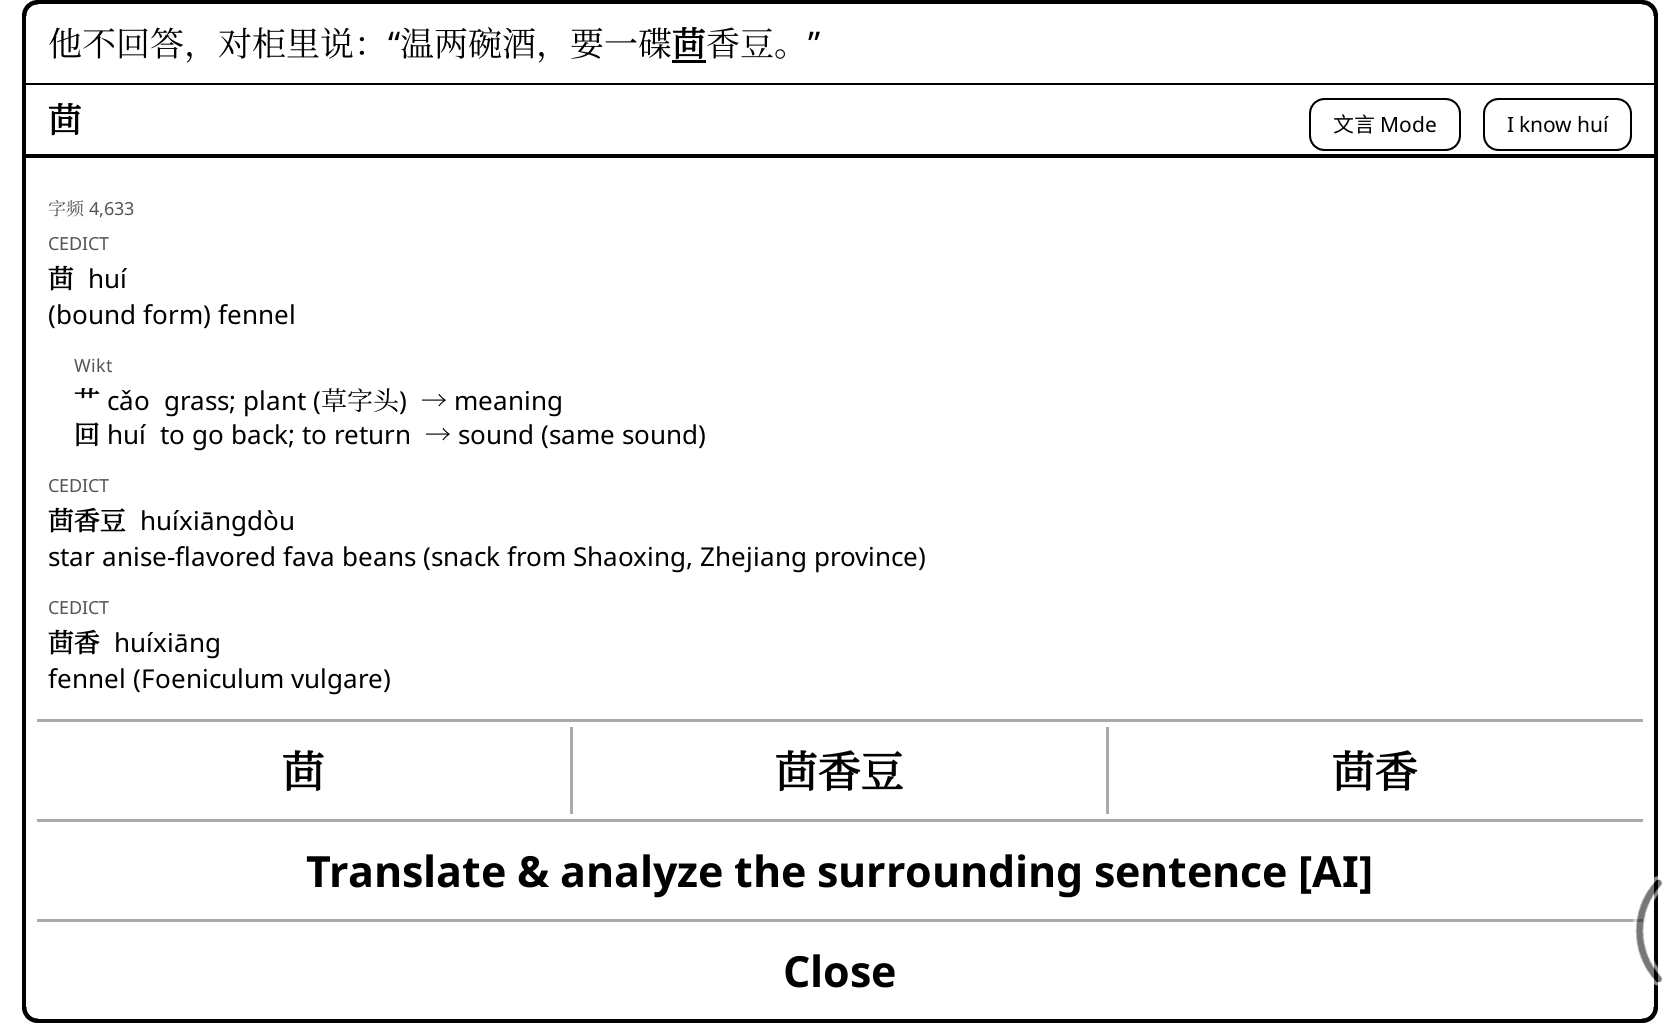 他不回答，对柜里说：“温两碗酒，要一碟茴香豆。”
茴
文言 Mode
I know huí
字频 4,633
CEDICT
茴 huí
(bound form) fennel
Wikt
艹 cǎo grass; plant (草字头) → meaning
回 huí to go back; to return → sound (same sound)
CEDICT
茴香豆 huíxiāngdòu
star anise-flavored fava beans (snack from Shaoxing, Zhejiang province)
CEDICT
茴香 huíxiāng
fennel (Foeniculum vulgare)
茴
茴香豆
茴香
Translate & analyze the surrounding sentence [AI]
Close